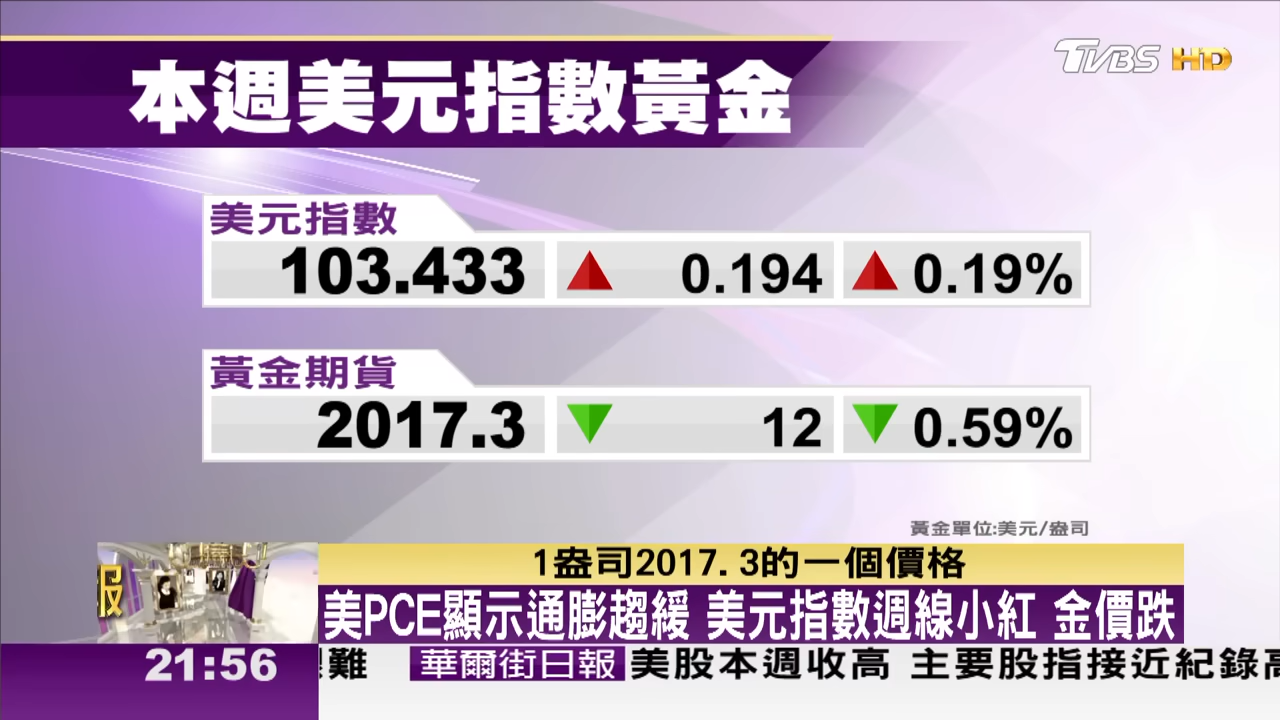 TVBS HD
本週美元指數黃金
美元指數
103.433 ▲ 0.194 ▲ 0.19%
黃金期貨
2017.3 ▼ 12 ▼ 0.59%
黃金單位:美元/盎司
1盎司2017.3的一個價格
報
美PCE顯示通膨趨緩 美元指數週線小紅 金價跌
21:56 難 華爾街日報 美股本週收高 主要股指接近紀錄高